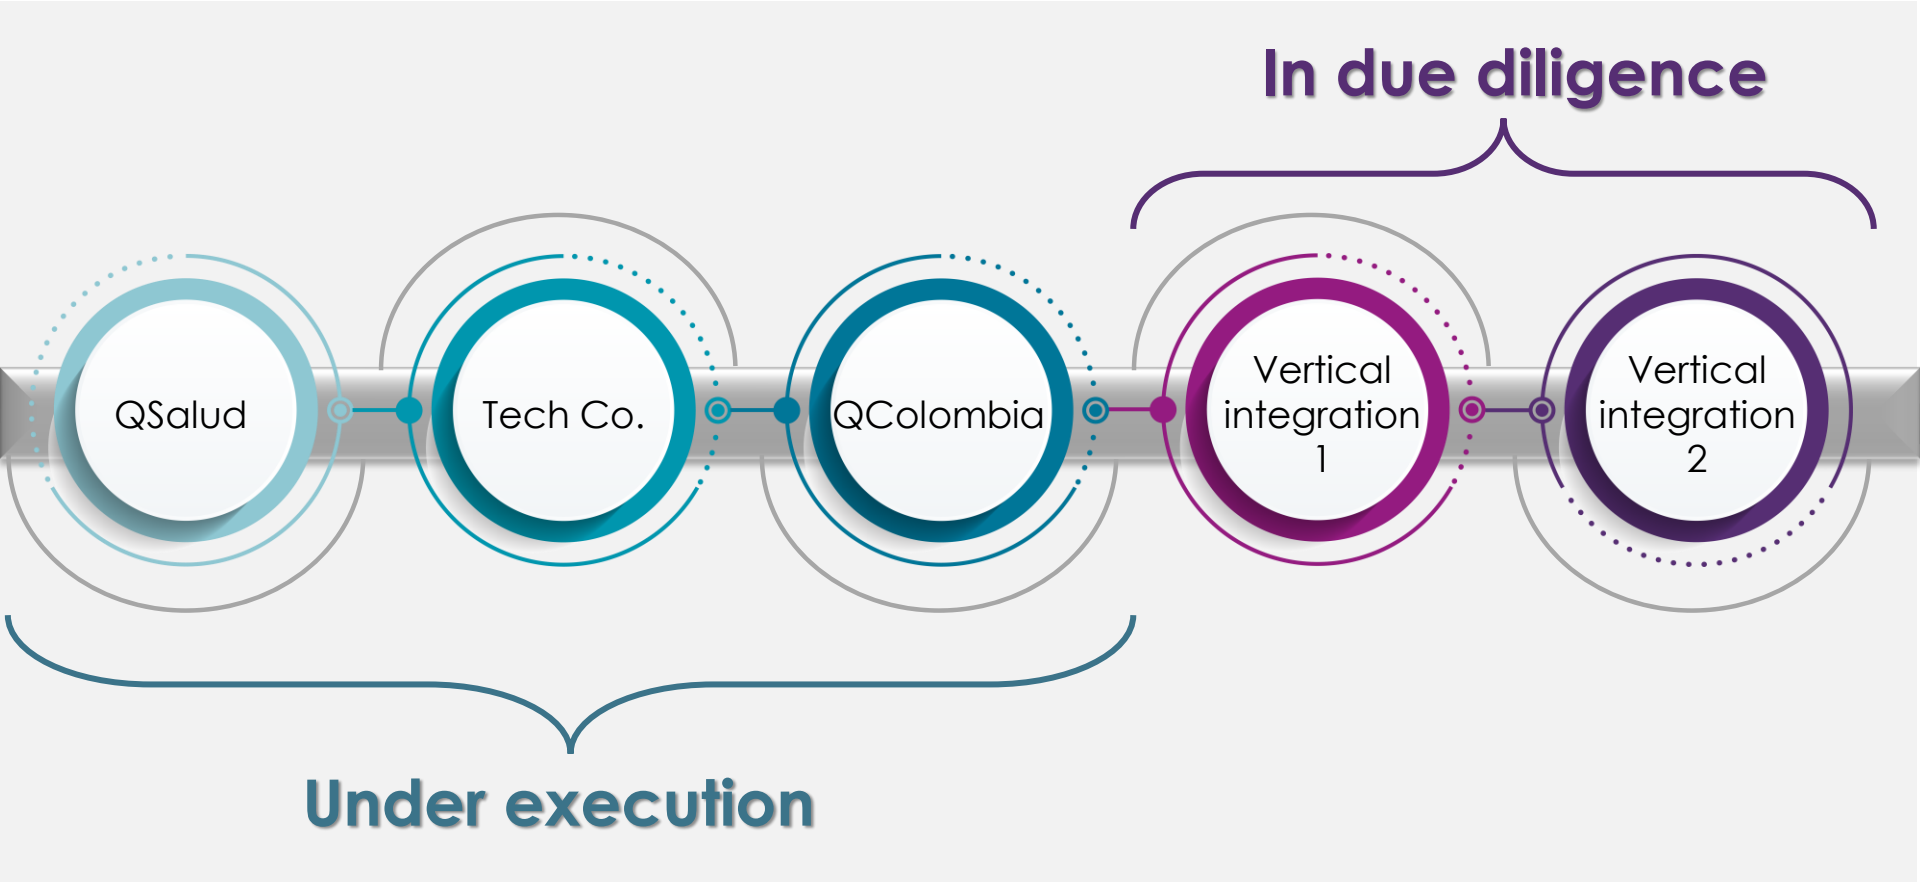 In due diligence
QSalud
Tech Co.
QColombia
Vertical
integration
1
Vertical
integration
2
Under execution